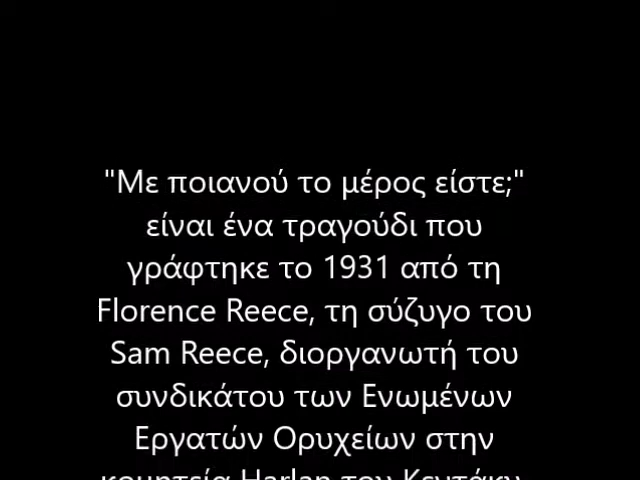 "Με ποιανού το μέρος είστε;"
είναι ένα τραγούδι που
γράφτηκε το 1931 από τη
Florence Reece, τη σύζυγο του
Sam Reece, διοργανωτή του
συνδικάτου των Ενωμένων
Εργατών Ορυχείων στην
κομητεία Harlan του Κεντάκυ